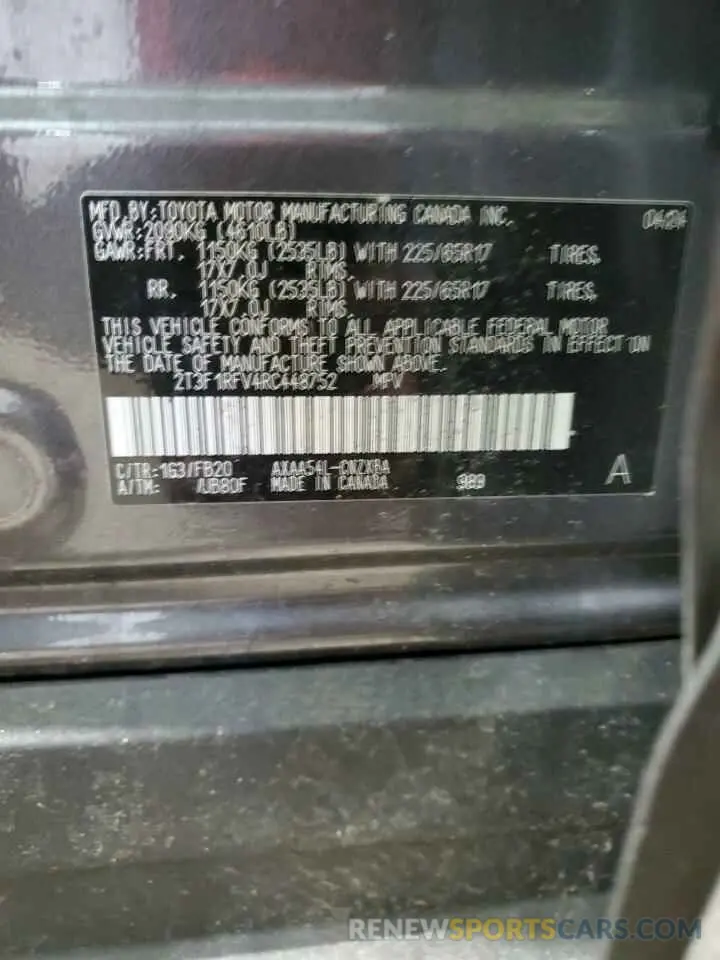 MFD. BY: TOYOTA MOTOR MANUFACTURING CANADA INC. 04/24
GVWR: 2090KG (4610LB)
GAWR: FRT. 1150KG (2535LB) WITH 225/65R17 TIRES,
17X7.0J RIMS,
RR. 1150KG (2535LB) WITH 225/65R17 TIRES,
17X7.0J RIMS.
THIS VEHICLE CONFORMS TO ALL APPLICABLE FEDERAL MOTOR
VEHICLE SAFETY AND THEFT PREVENTION STANDARDS IN EFFECT ON
THE DATE OF MANUFACTURE SHOWN ABOVE.
2T3F1RFV4RC448752 MPV
C/TR: 1G3/FB20 AXAA54L-CNZXBA
A/TM: /UB80F MADE IN CANADA 989 A
RENEWSPORTSCARS.COM